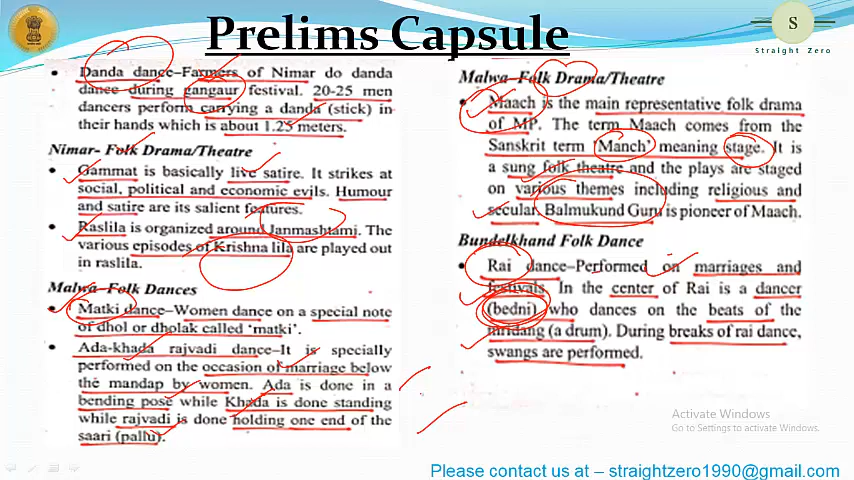 Prelims Capsule
S
Straight Zero
• Danda dance–Farmers of Nimar do danda
dance during gangaur festival. 20-25 men
dancers perform carrying a danda (stick) in
their hands which is about 1.25 meters.
Nimar- Folk Drama/Theatre
• Gammat is basically live satire. It strikes at
social, political and economic evils. Humour
and satire are its salient features.
• Raslila is organized around Janmashtami. The
various episodes of Krishna lila are played out
in raslila.
Malwa–Folk Dances
• Matki dance–Women dance on a special note
of dhol or dholak called 'matki'.
• Ada-khada rajvadi dance–It is specially
performed on the occasion of marriage below
the mandap by women. Ada is done in a
bending pose while Khada is done standing
while rajvadi is done holding one end of the
saari (pallu).
Malwa–Folk Drama/Theatre
• Maach is the main representative folk drama
of MP. The term Maach comes from the
Sanskrit term 'Manch' meaning stage. It is
a sung folk theatre and the plays are staged
on various themes including religious and
secular. Balmukund Guru is pioneer of Maach.
Bundelkhand Folk Dance
• Rai dance–Performed on marriages and
festivals. In the center of Rai is a dancer
(bedni) who dances on the beats of the
mridang (a drum). During breaks of rai dance,
swangs are performed.
Activate Windows
Go to Settings to activate Windows.
Please contact us at – straightzero1990@gmail.com